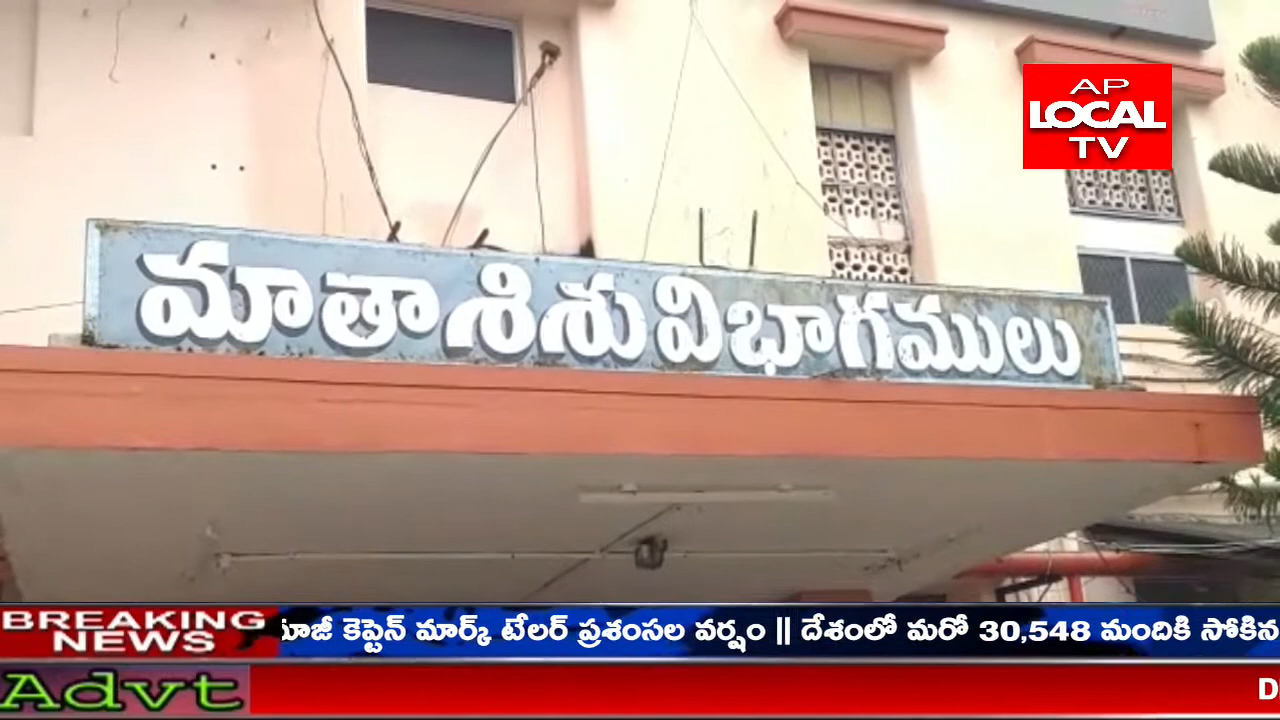 AP
LOCAL
TV
మాతా శిశు విభాగములు
BREAKING
NEWS
మాజీ కెప్టెన్ మార్క్ టేలర్ ప్రశంసల వర్షం || దేశంలో మరో 30,548 మందికి సోకిన
Advt
D